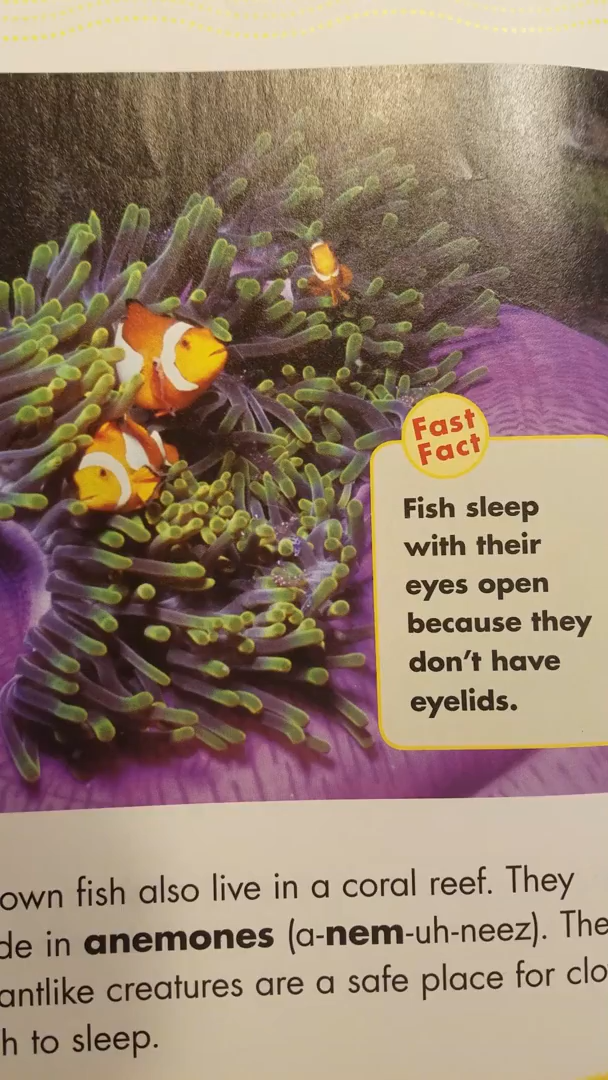 Fast
Fact
Fish sleep
with their
eyes open
because they
don't have
eyelids.
own fish also live in a coral reef. They
de in anemones (a-nem-uh-neez). The
antlike creatures are a safe place for clo
h to sleep.